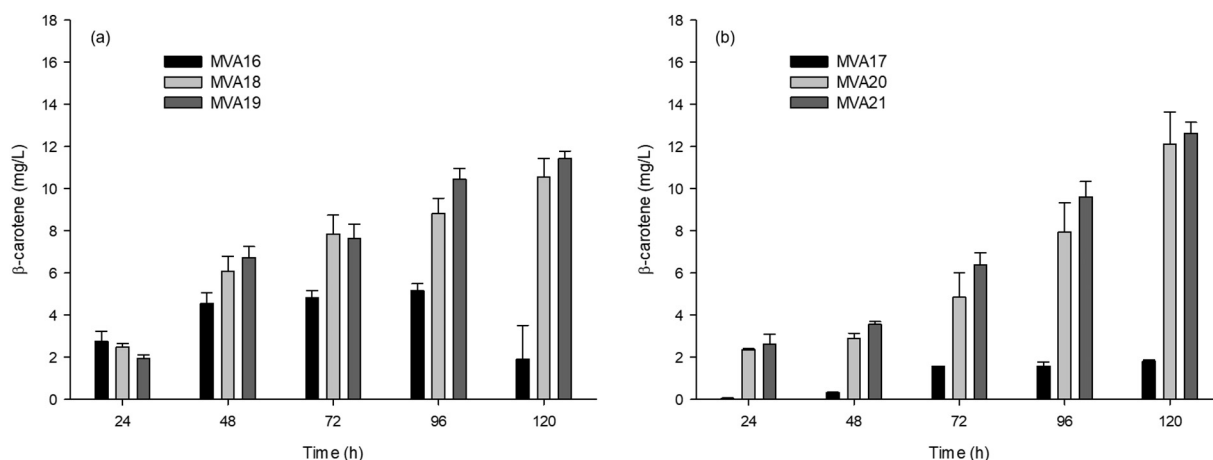 (a)
MVA16
MVA18
MVA19
β-carotene (mg/L)
18
16
14
12
10
8
6
4
2
0
24 48 72 96 120
Time (h)
(b)
MVA17
MVA20
MVA21
β-carotene (mg/L)
18
16
14
12
10
8
6
4
2
0
24 48 72 96 120
Time (h)